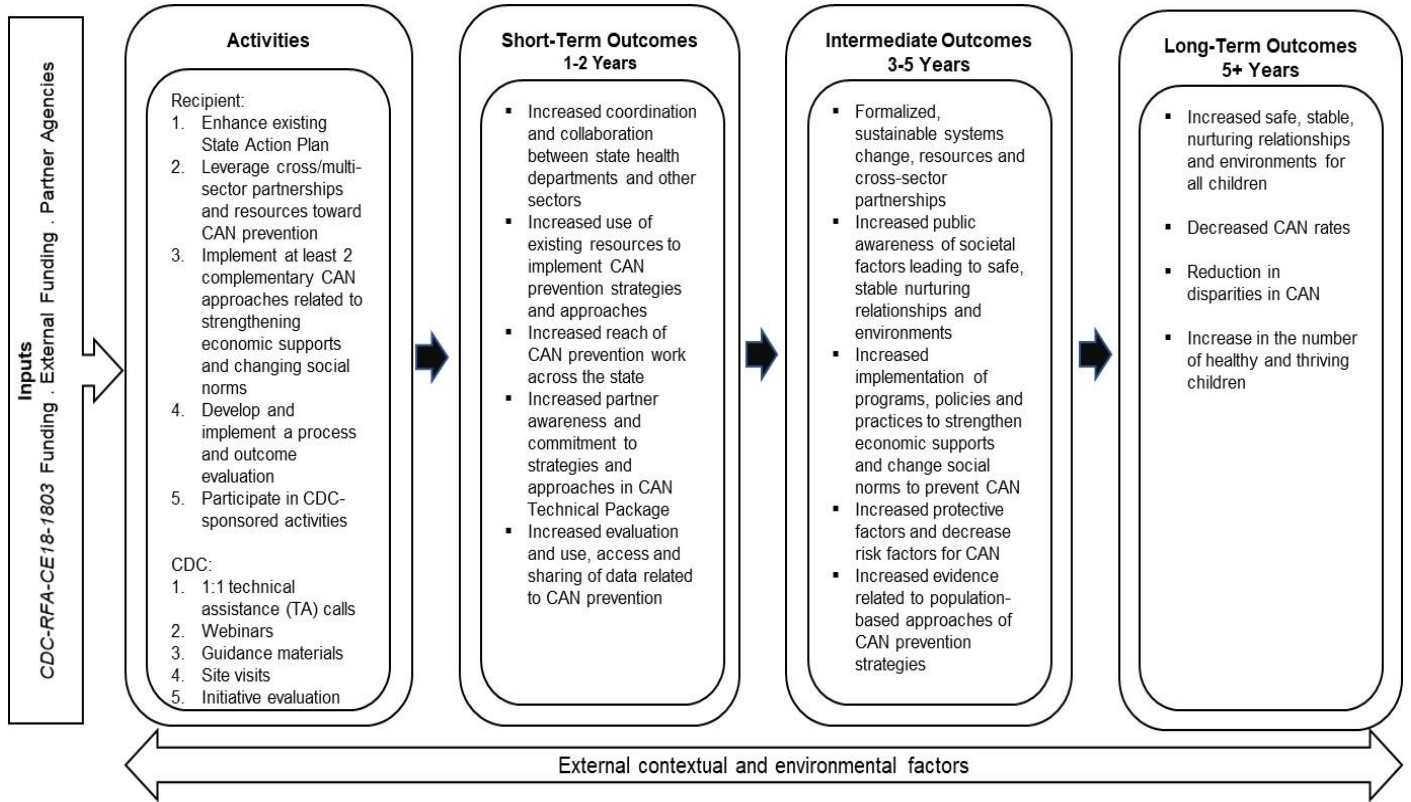 Inputs
CDC-RFA-CE18-1803 Funding . External Funding . Partner Agencies
Activities
Recipient:
1. Enhance existing
State Action Plan
2. Leverage cross/multi-
sector partnerships
and resources toward
CAN prevention
3. Implement at least 2
complementary CAN
approaches related to
strengthening
economic supports
and changing social
norms
4. Develop and
implement a process
and outcome
evaluation
5. Participate in CDC-
sponsored activities
CDC:
1. 1:1 technical
assistance (TA) calls
2. Webinars
3. Guidance materials
4. Site visits
5. Initiative evaluation
Short-Term Outcomes
1-2 Years
▪ Increased coordination
and collaboration
between state health
departments and other
sectors
▪ Increased use of
existing resources to
implement CAN
prevention strategies
and approaches
▪ Increased reach of
CAN prevention work
across the state
▪ Increased partner
awareness and
commitment to
strategies and
approaches in CAN
Technical Package
▪ Increased evaluation
and use, access and
sharing of data related
to CAN prevention
Intermediate Outcomes
3-5 Years
▪ Formalized,
sustainable systems
change, resources and
cross-sector
partnerships
▪ Increased public
awareness of societal
factors leading to safe,
stable nurturing
relationships and
environments
▪ Increased
implementation of
programs, policies and
practices to strengthen
economic supports
and change social
norms to prevent CAN
▪ Increased protective
factors and decrease
risk factors for CAN
▪ Increased evidence
related to population-
based approaches of
CAN prevention
strategies
Long-Term Outcomes
5+ Years
▪ Increased safe, stable,
nurturing relationships
and environments for
all children
▪ Decreased CAN rates
▪ Reduction in
disparities in CAN
▪ Increase in the number
of healthy and thriving
children
External contextual and environmental factors